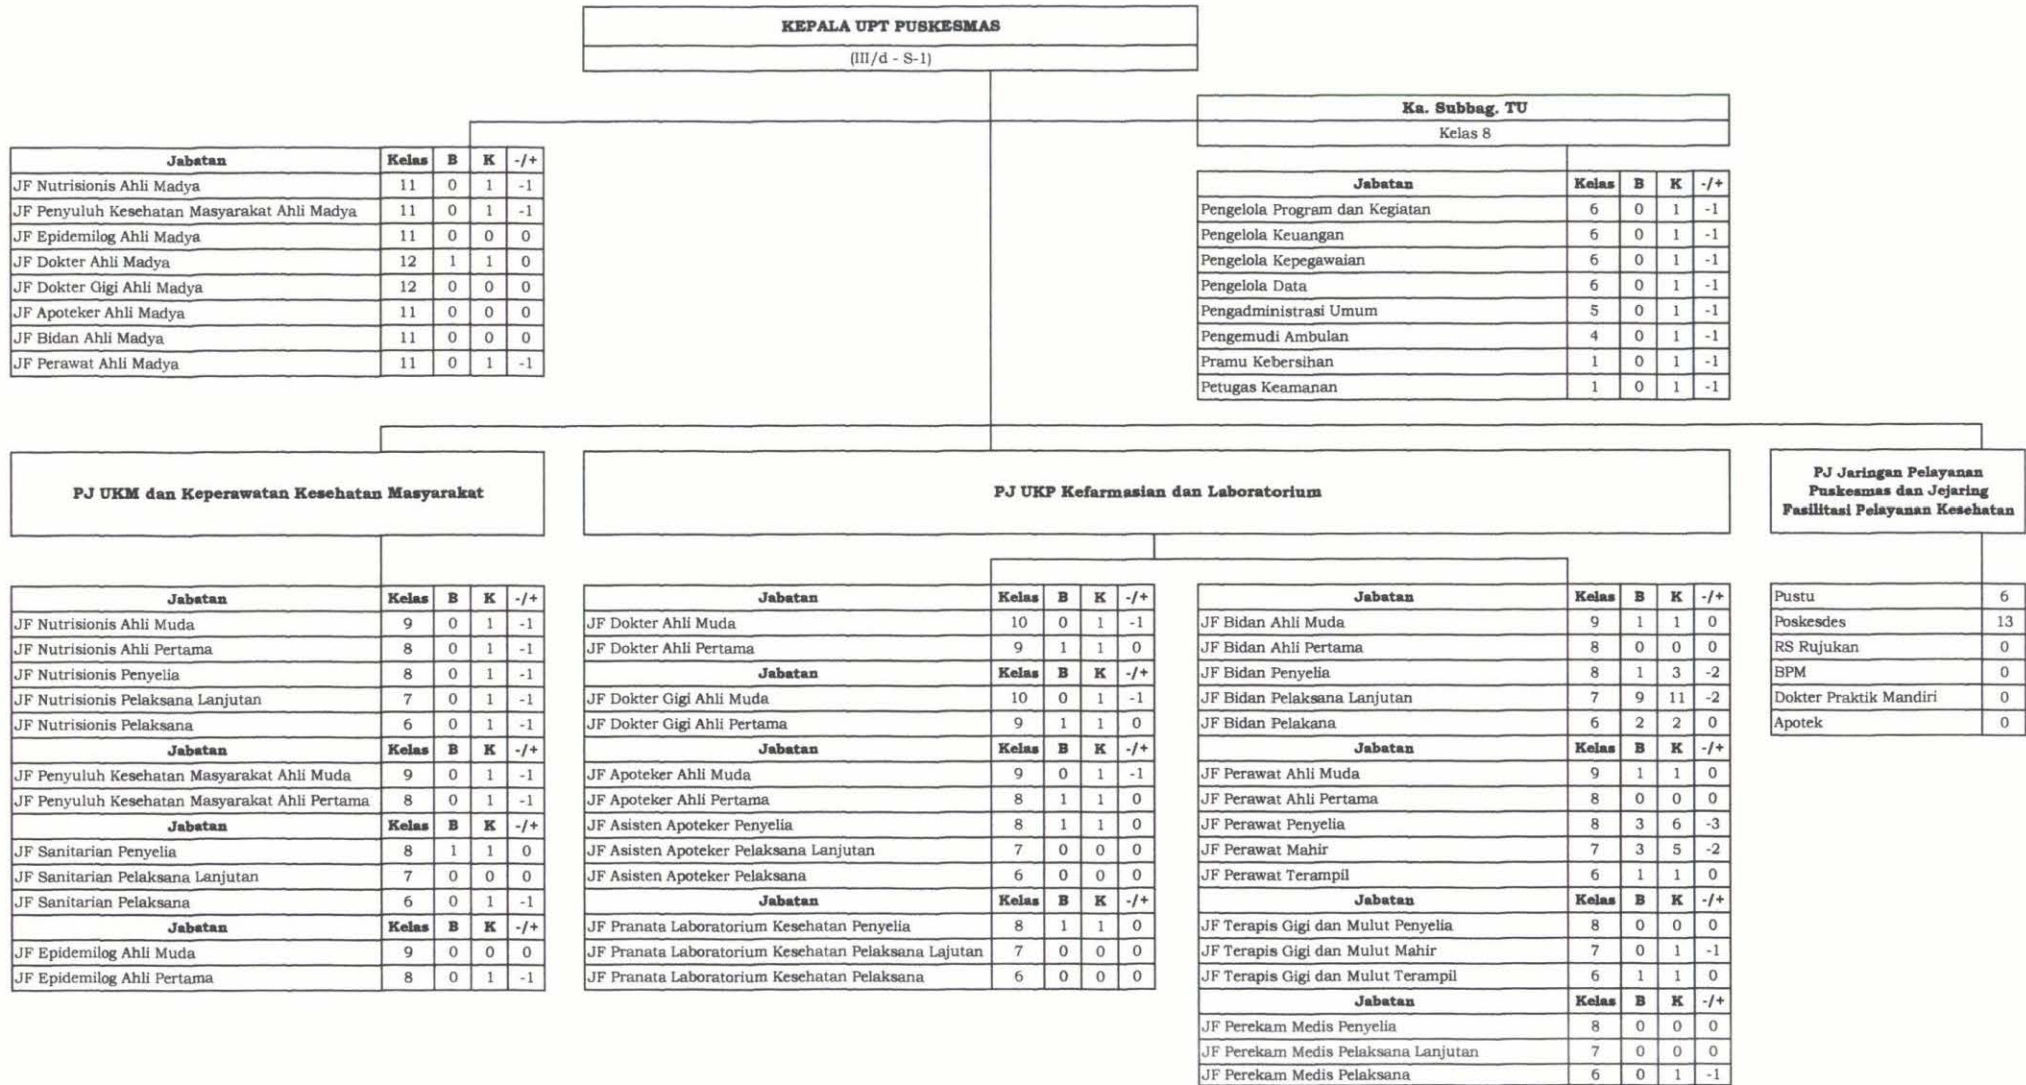 KEPALA UPT PUSKESMAS
(III/d - S-1)
Ka. Subbag. TU
Kelas 8
Jabatan Kelas B K -/+
JF Nutrisionis Ahli Madya 11 0 1 -1
JF Penyuluh Kesehatan Masyarakat Ahli Madya 11 0 1 -1
JF Epidemilog Ahli Madya 11 0 0 0
JF Dokter Ahli Madya 12 1 1 0
JF Dokter Gigi Ahli Madya 12 0 0 0
JF Apoteker Ahli Madya 11 0 0 0
JF Bidan Ahli Madya 11 0 0 0
JF Perawat Ahli Madya 11 0 1 -1
Jabatan Kelas B K -/+
Pengelola Program dan Kegiatan 6 0 1 -1
Pengelola Keuangan 6 0 1 -1
Pengelola Kepegawaian 6 0 1 -1
Pengelola Data 6 0 1 -1
Pengadministrasi Umum 5 0 1 -1
Pengemudi Ambulan 4 0 1 -1
Pramu Kebersihan 1 0 1 -1
Petugas Keamanan 1 0 1 -1
PJ UKM dan Keperawatan Kesehatan Masyarakat
Jabatan Kelas B K -/+
JF Nutrisionis Ahli Muda 9 0 1 -1
JF Nutrisionis Ahli Pertama 8 0 1 -1
JF Nutrisionis Penyelia 8 0 1 -1
JF Nutrisionis Pelaksana Lanjutan 7 0 1 -1
JF Nutrisionis Pelaksana 6 0 1 -1
Jabatan Kelas B K -/+
JF Penyuluh Kesehatan Masyarakat Ahli Muda 9 0 1 -1
JF Penyuluh Kesehatan Masyarakat Ahli Pertama 8 0 1 -1
Jabatan Kelas B K -/+
JF Sanitarian Penyelia 8 1 1 0
JF Sanitarian Pelaksana Lanjutan 7 0 0 0
JF Sanitarian Pelaksana 6 0 1 -1
Jabatan Kelas B K -/+
JF Epidemilog Ahli Muda 9 0 0 0
JF Epidemilog Ahli Pertama 8 0 1 -1
PJ UKP Kefarmasian dan Laboratorium
Jabatan Kelas B K -/+
JF Dokter Ahli Muda 10 0 1 -1
JF Dokter Ahli Pertama 9 1 1 0
Jabatan Kelas B K -/+
JF Dokter Gigi Ahli Muda 10 0 1 -1
JF Dokter Gigi Ahli Pertama 9 1 1 0
Jabatan Kelas B K -/+
JF Apoteker Ahli Muda 9 0 1 -1
JF Apoteker Ahli Pertama 8 1 1 0
JF Asisten Apoteker Penyelia 8 1 1 0
JF Asisten Apoteker Pelaksana Lanjutan 7 0 0 0
JF Asisten Apoteker Pelaksana 6 0 0 0
Jabatan Kelas B K -/+
JF Pranata Laboratorium Kesehatan Penyelia 8 1 1 0
JF Pranata Laboratorium Kesehatan Pelaksana Lajutan 7 0 0 0
JF Pranata Laboratorium Kesehatan Pelaksana 6 0 0 0
Jabatan Kelas B K -/+
JF Bidan Ahli Muda 9 1 1 0
JF Bidan Ahli Pertama 8 0 0 0
JF Bidan Penyelia 8 1 3 -2
JF Bidan Pelaksana Lanjutan 7 9 11 -2
JF Bidan Pelakana 6 2 2 0
Jabatan Kelas B K -/+
JF Perawat Ahli Muda 9 1 1 0
JF Perawat Ahli Pertama 8 0 0 0
JF Perawat Penyelia 8 3 6 -3
JF Perawat Mahir 7 3 5 -2
JF Perawat Terampil 6 1 1 0
Jabatan Kelas B K -/+
JF Terapis Gigi dan Mulut Penyelia 8 0 0 0
JF Terapis Gigi dan Mulut Mahir 7 0 1 -1
JF Terapis Gigi dan Mulut Terampil 6 1 1 0
Jabatan Kelas B K -/+
JF Perekam Medis Penyelia 8 0 0 0
JF Perekam Medis Pelaksana Lanjutan 7 0 0 0
JF Perekam Medis Pelaksana 6 0 1 -1
PJ Jaringan Pelayanan
Puskesmas dan Jejaring
Fasilitasi Pelayanan Kesehatan
Pustu 6
Poskesdes 13
RS Rujukan 0
BPM 0
Dokter Praktik Mandiri 0
Apotek 0